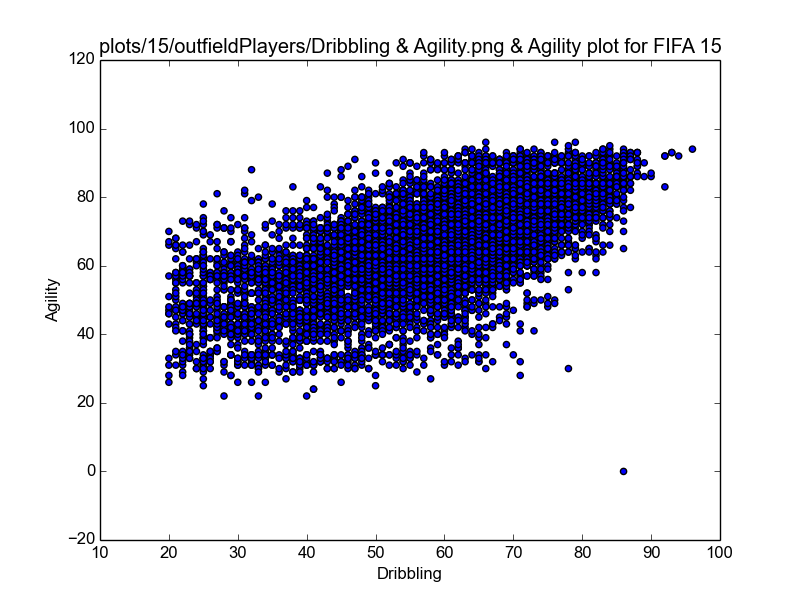 plots/15/outfieldPlayers/Dribbling & Agility.png & Agility plot for FIFA 15
120
100
80
60
40
20
0
−20
Agility
10 20 30 40 50 60 70 80 90 100
Dribbling